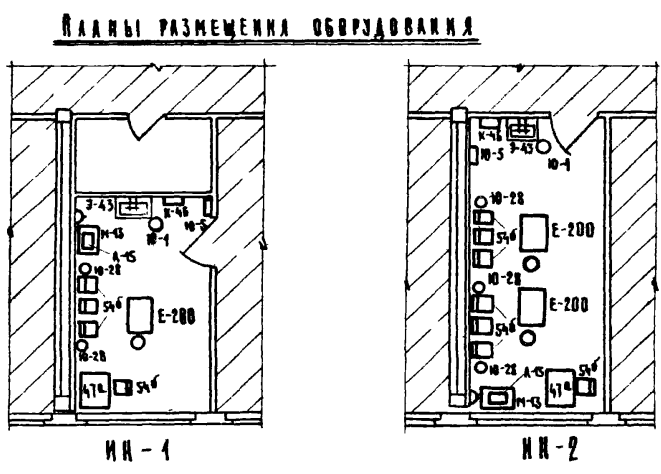 Планы размещения оборудования
Э-43
К-46
Ю-5
М-13
Ю-1
А-15
Ю-28
54б
Е-200
Ю-28
47а
54б
ИН-1
К-46
Э-43
Ю-5
Ю-1
Ю-28
54б
Е-200
Ю-28
Е-200
54б
Ю-28
А-15
54б
47а
М-13
ИН-2